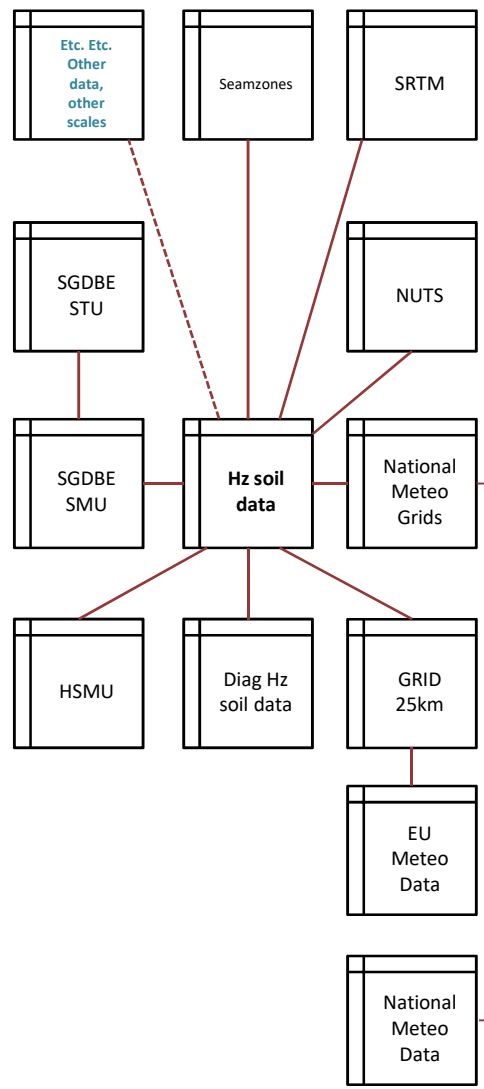 Etc. Etc.
Other
data,
other
scales
Seamzones
SRTM
SGDBE
STU
NUTS
SGDBE
SMU
Hz soil
data
National
Meteo
Grids
HSMU
Diag Hz
soil data
GRID
25km
EU
Meteo
Data
National
Meteo
Data